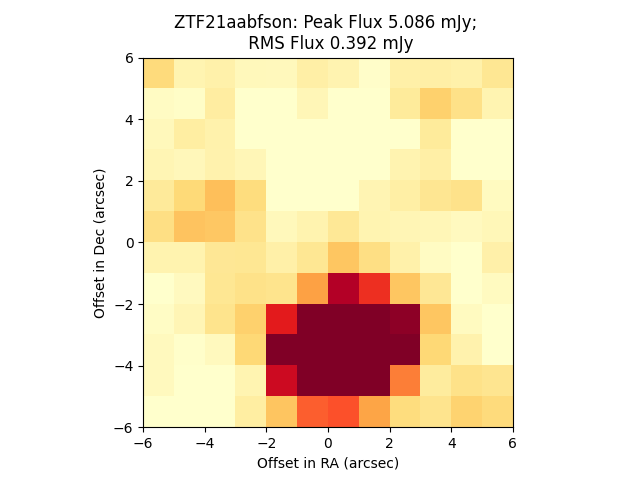 ZTF21aabfson: Peak Flux 5.086 mJy;
RMS Flux 0.392 mJy
6
4
2
0
−2
−4
−6
Offset in Dec (arcsec)
−6 −4 −2 0 2 4 6
Offset in RA (arcsec)